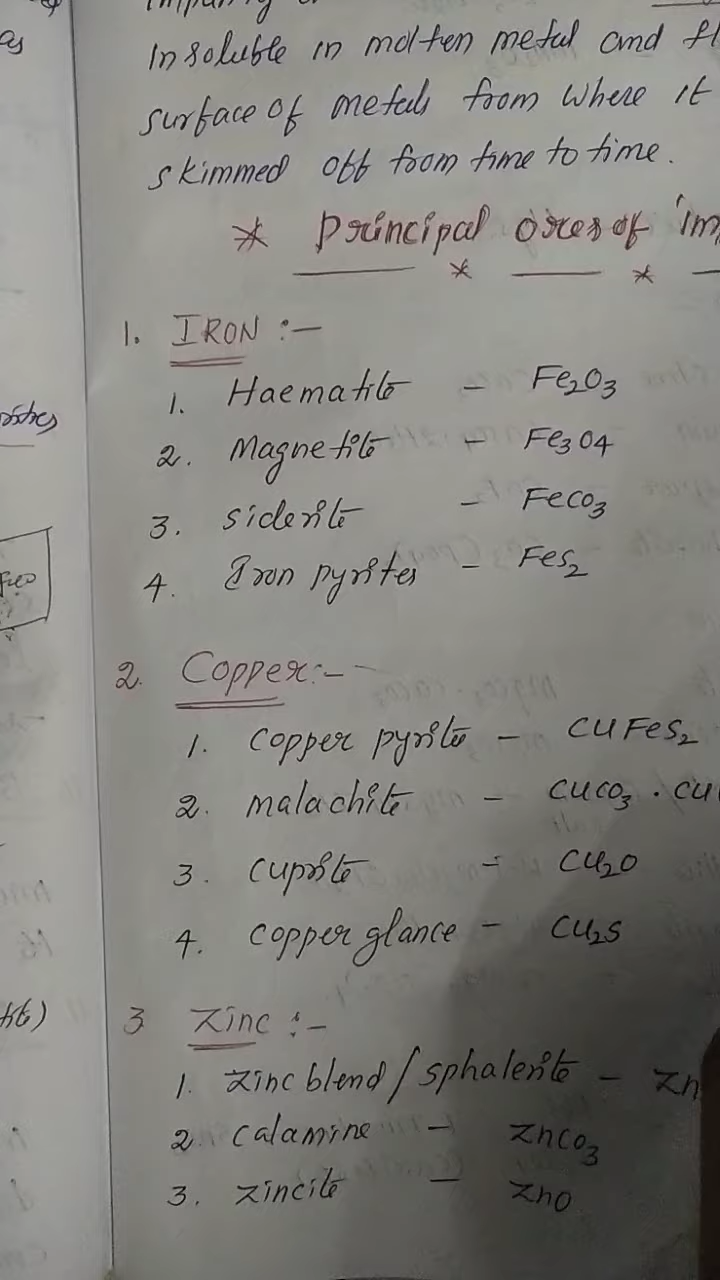 Insoluble in molten metal and
surface of metals from where it
skimmed off from time to time.
* Principal ores of
1. IRON :-
1. Haematite - Fe2O3
2. Magnetite - Fe3O4
3. siderite - FeCO3
4. Iron pyrites - FeS2
2. Copper:-
1. Copper pyrite - CUFeS2
2. malachite - CUCO3 . CU
3. cuprite - CU2O
4. copper glance - CU2S
3 Zinc :-
1. zinc blend / sphalerite - Zn
2. calamine - ZnCO3
3. zincite - ZnO